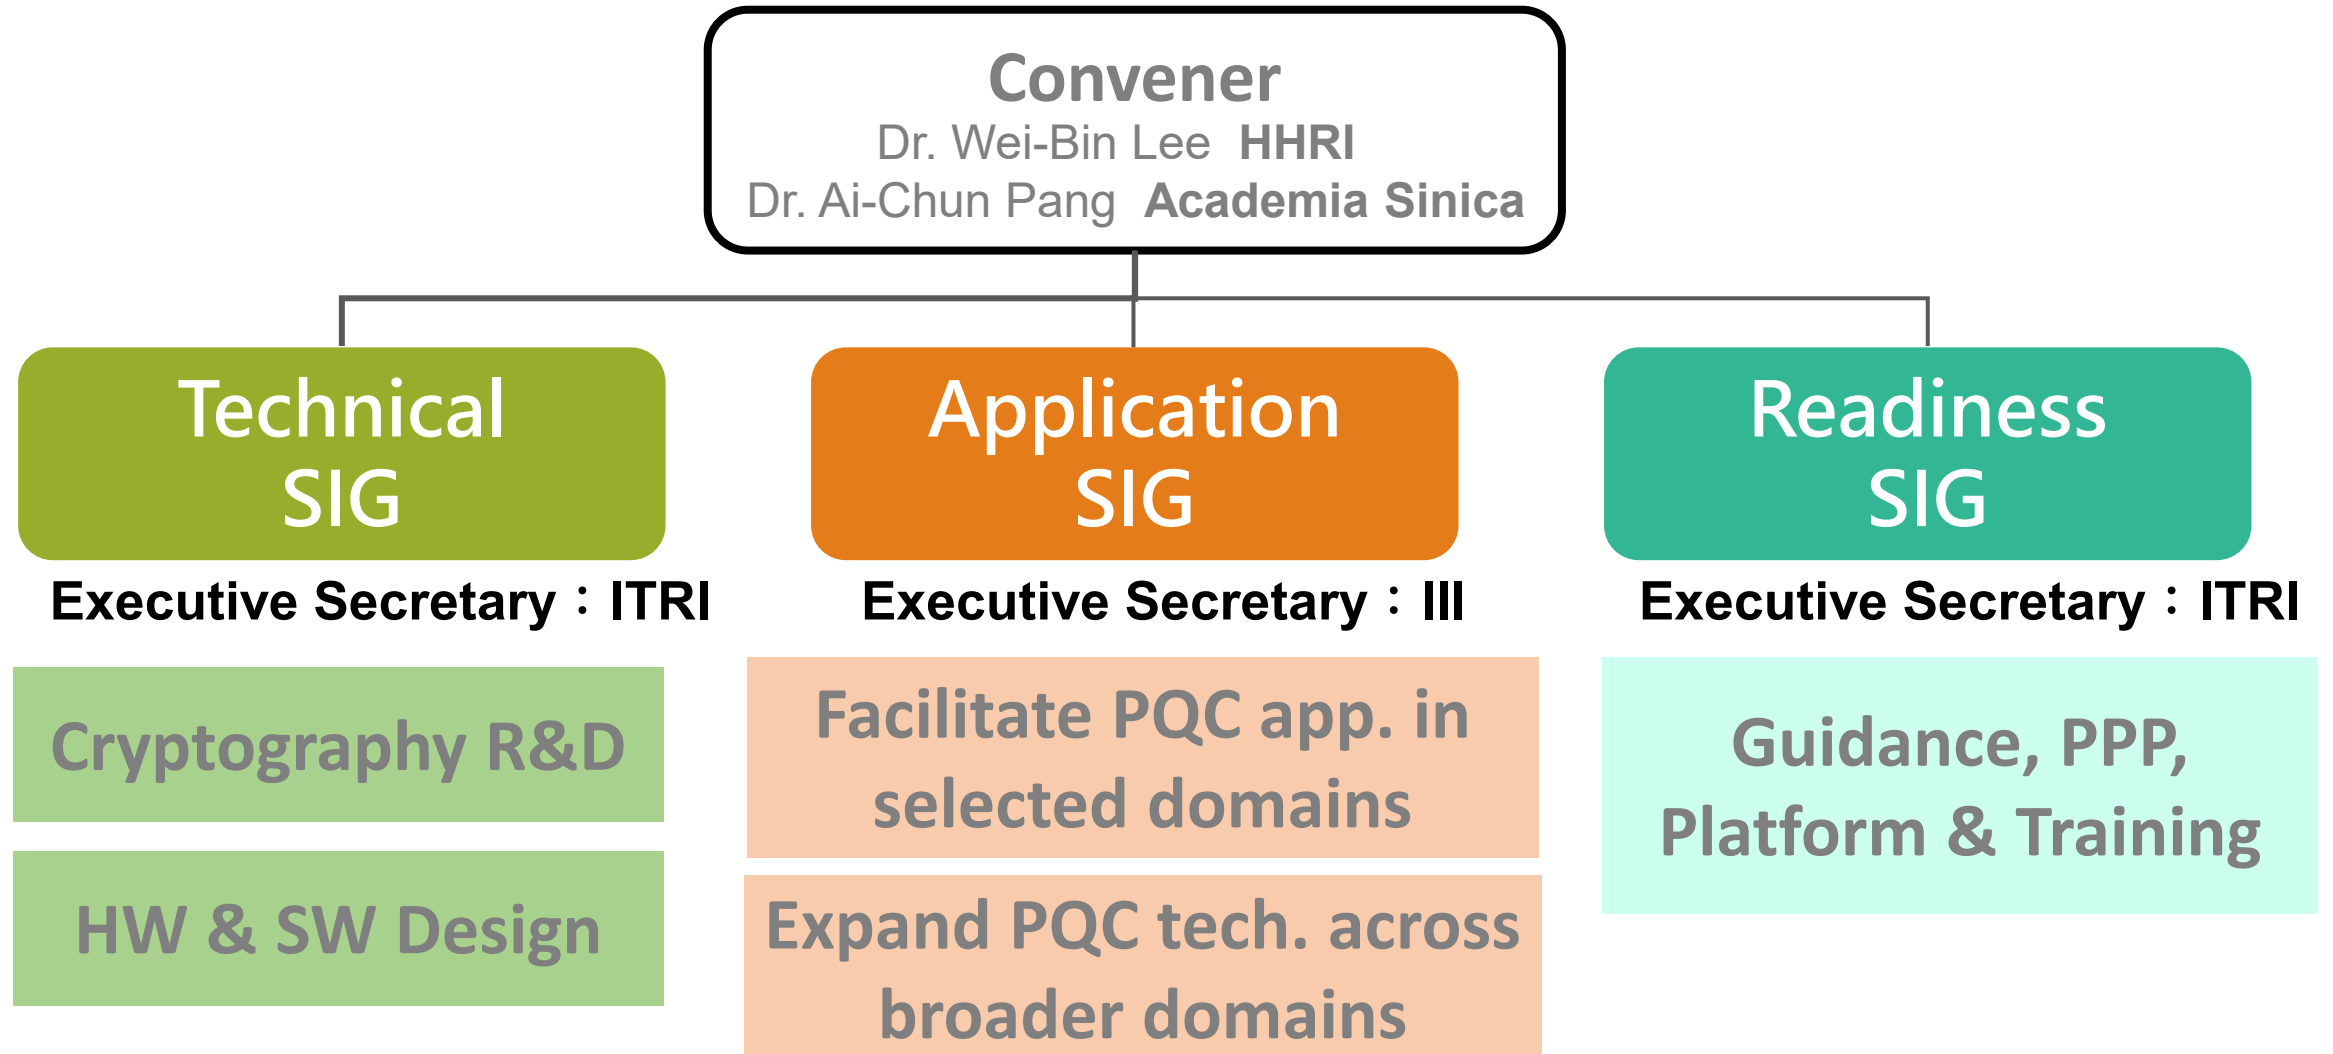 Convener
Dr. Wei-Bin Lee HHRI
Dr. Ai-Chun Pang Academia Sinica
Technical
SIG
Executive Secretary：ITRI
Cryptography R&D
HW & SW Design
Application
SIG
Executive Secretary：III
Facilitate PQC app. in
selected domains
Expand PQC tech. across
broader domains
Readiness
SIG
Executive Secretary：ITRI
Guidance, PPP,
Platform & Training